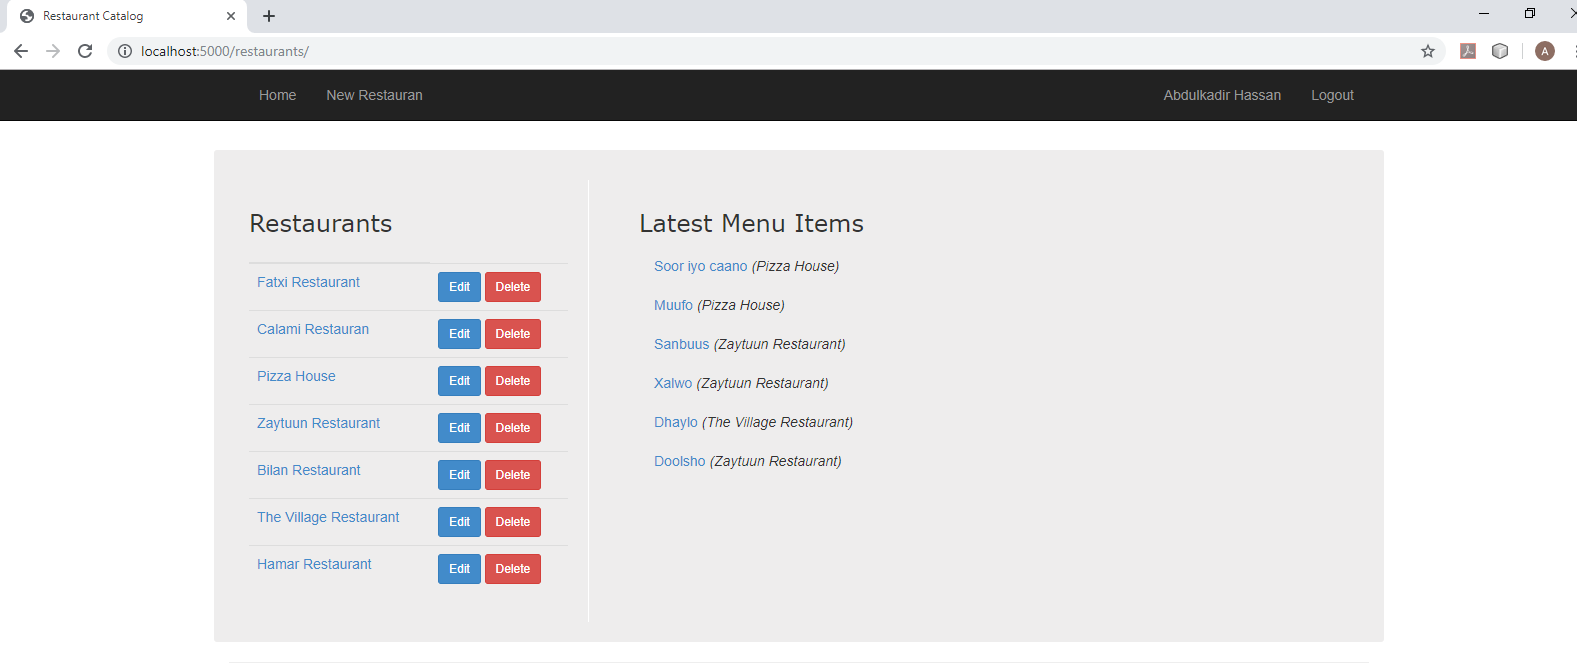 Restaurant Catalog
localhost:5000/restaurants/
A
Home New Restauran Abdulkadir Hassan Logout
Restaurants
Fatxi Restaurant Edit Delete
Calami Restauran Edit Delete
Pizza House Edit Delete
Zaytuun Restaurant Edit Delete
Bilan Restaurant Edit Delete
The Village Restaurant Edit Delete
Hamar Restaurant Edit Delete
Latest Menu Items
Soor iyo caano (Pizza House)
Muufo (Pizza House)
Sanbuus (Zaytuun Restaurant)
Xalwo (Zaytuun Restaurant)
Dhaylo (The Village Restaurant)
Doolsho (Zaytuun Restaurant)